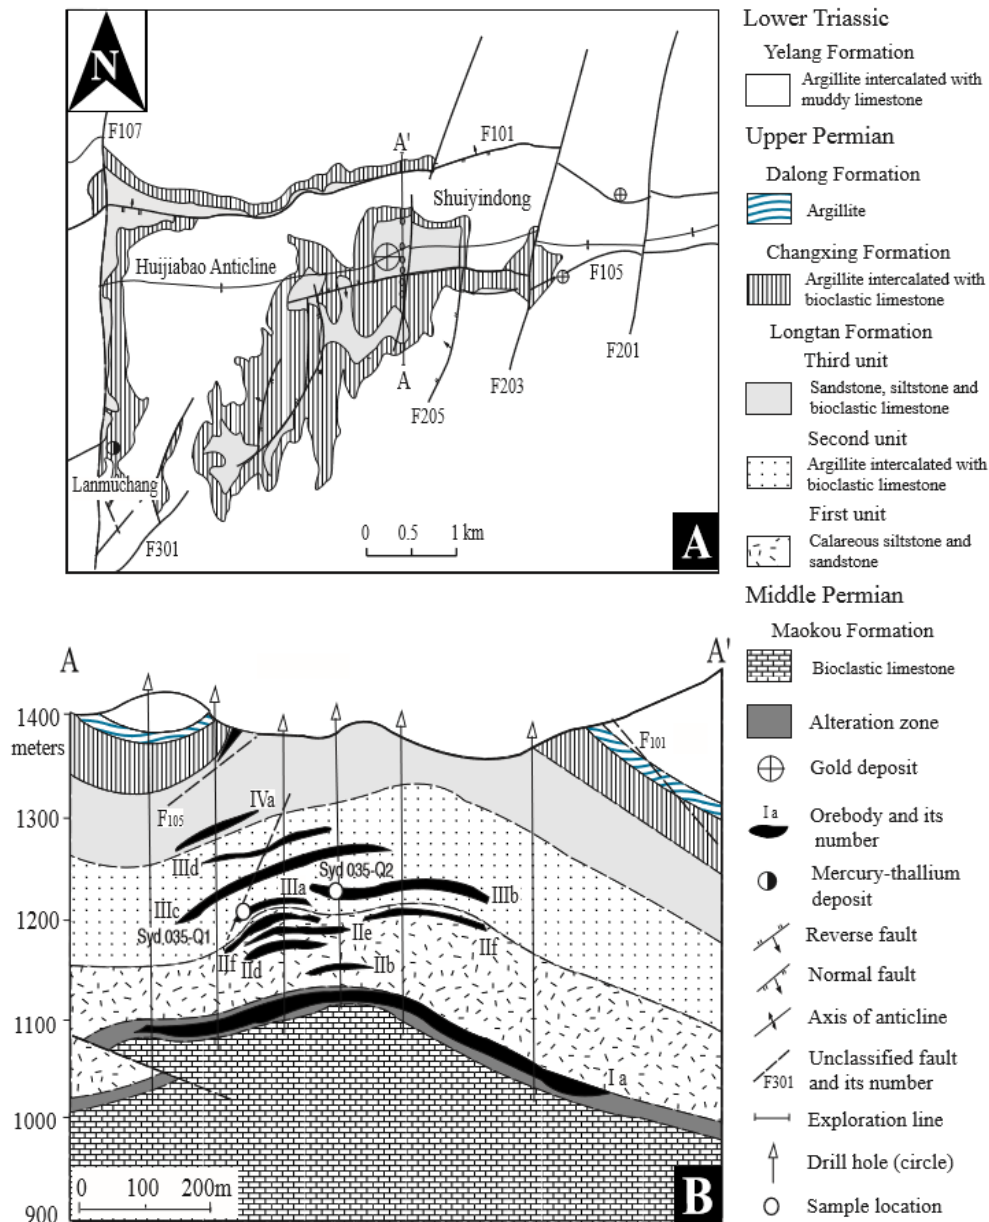 N
F107
A'
F101
Shuiyindong
Huijiabao Anticline
F105
F201
F203
A
F205
Lanmuchang
F301
0 0.5 1 km
A
Lower Triassic
Yelang Formation
Argillite intercalated with
muddy limestone
Upper Permian
Dalong Formation
Argillite
Changxing Formation
Argillite intercalated with
bioclastic limestone
Longtan Formation
Third unit
Sandstone, siltstone and
bioclastic limestone
Second unit
Argillite intercalated with
bioclastic limestone
First unit
Calareous siltstone and
sandstone
Middle Permian
Maokou Formation
Bioclastic limestone
Alteration zone
Gold deposit
Ia
Orebody and its
number
Mercury-thallium
deposit
Reverse fault
Normal fault
Axis of anticline
F301
Unclassified fault
and its number
Exploration line
Drill hole (circle)
Sample location
A
A'
1400
meters
1300
1200
1100
1000
900
F101
F105
IVa
IIId
Syd 035-Q2
IIIa
IIIb
IIIc
Syd 035-Q1
IIe
IIf
IIf
IId
IIb
Ia
0 100 200m
B